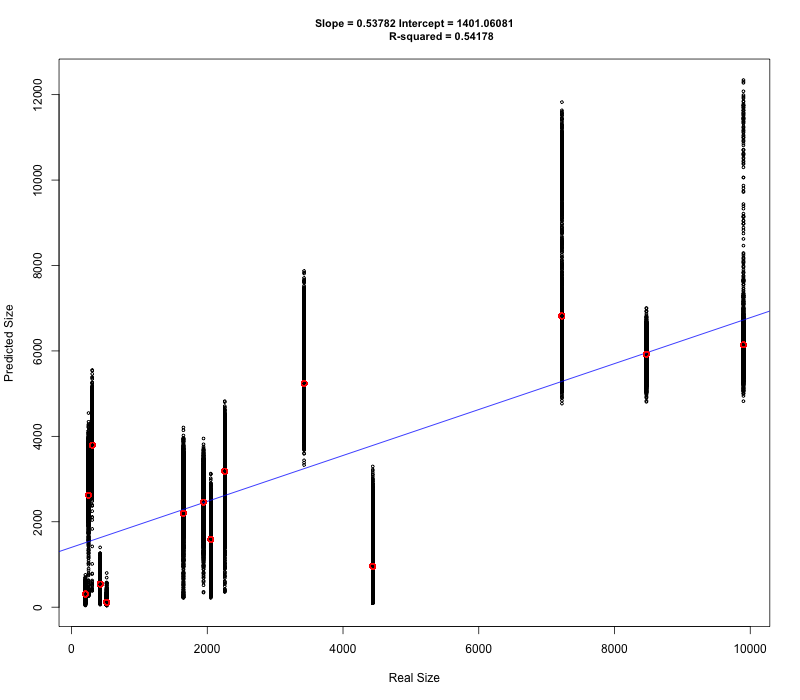 Slope = 0.53782 Intercept = 1401.06081
R-squared = 0.54178
12000
10000
8000
6000
4000
2000
0
Predicted Size
0 2000 4000 6000 8000 10000
Real Size